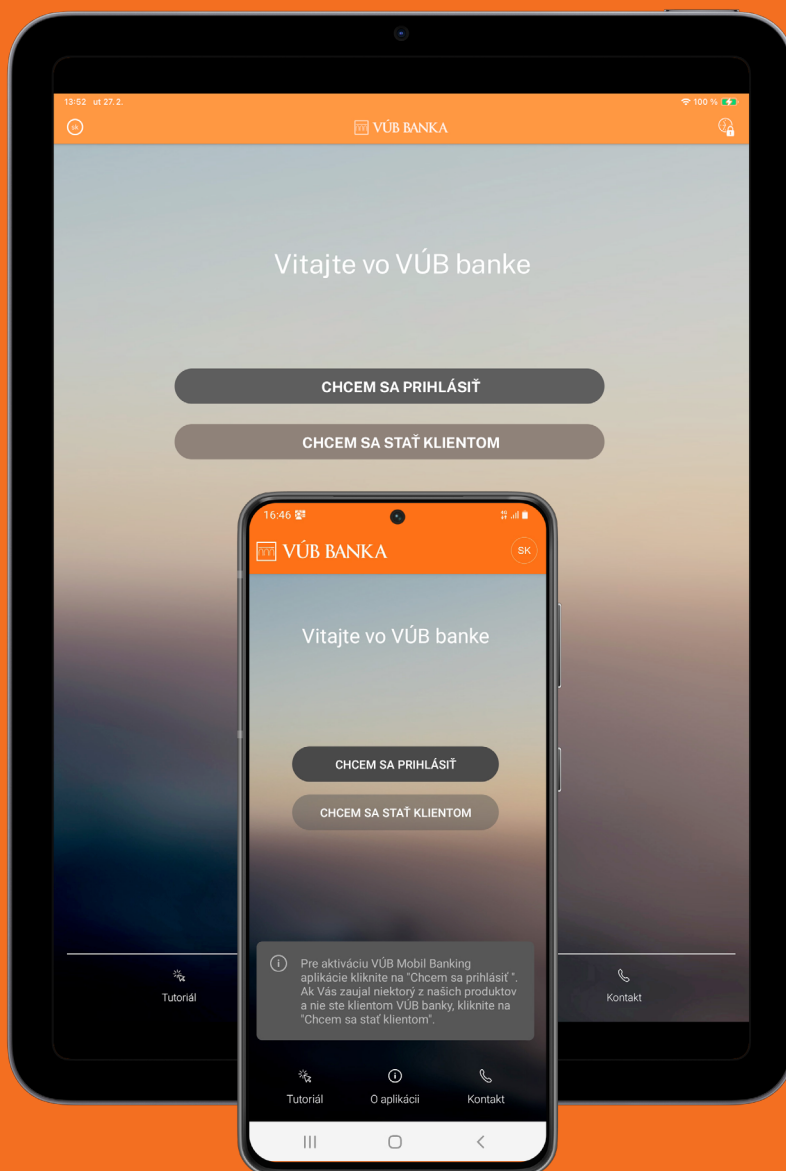 13:52 ut 27. 2.
100 %
sk
VÚB BANKA
Vitajte vo VÚB banke
CHCEM SA PRIHLÁSIŤ
CHCEM SA STAŤ KLIENTOM
Tutoriál
Kontakt
16:46
VÚB BANKA
SK
Vitajte vo VÚB banke
CHCEM SA PRIHLÁSIŤ
CHCEM SA STAŤ KLIENTOM
Pre aktiváciu VÚB Mobil Banking
aplikácie kliknite na "Chcem sa prihlásiť ".
Ak Vás zaujal niektorý z našich produktov
a nie ste klientom VÚB banky, kliknite na
"Chcem sa stať klientom".
Tutoriál
O aplikácii
Kontakt